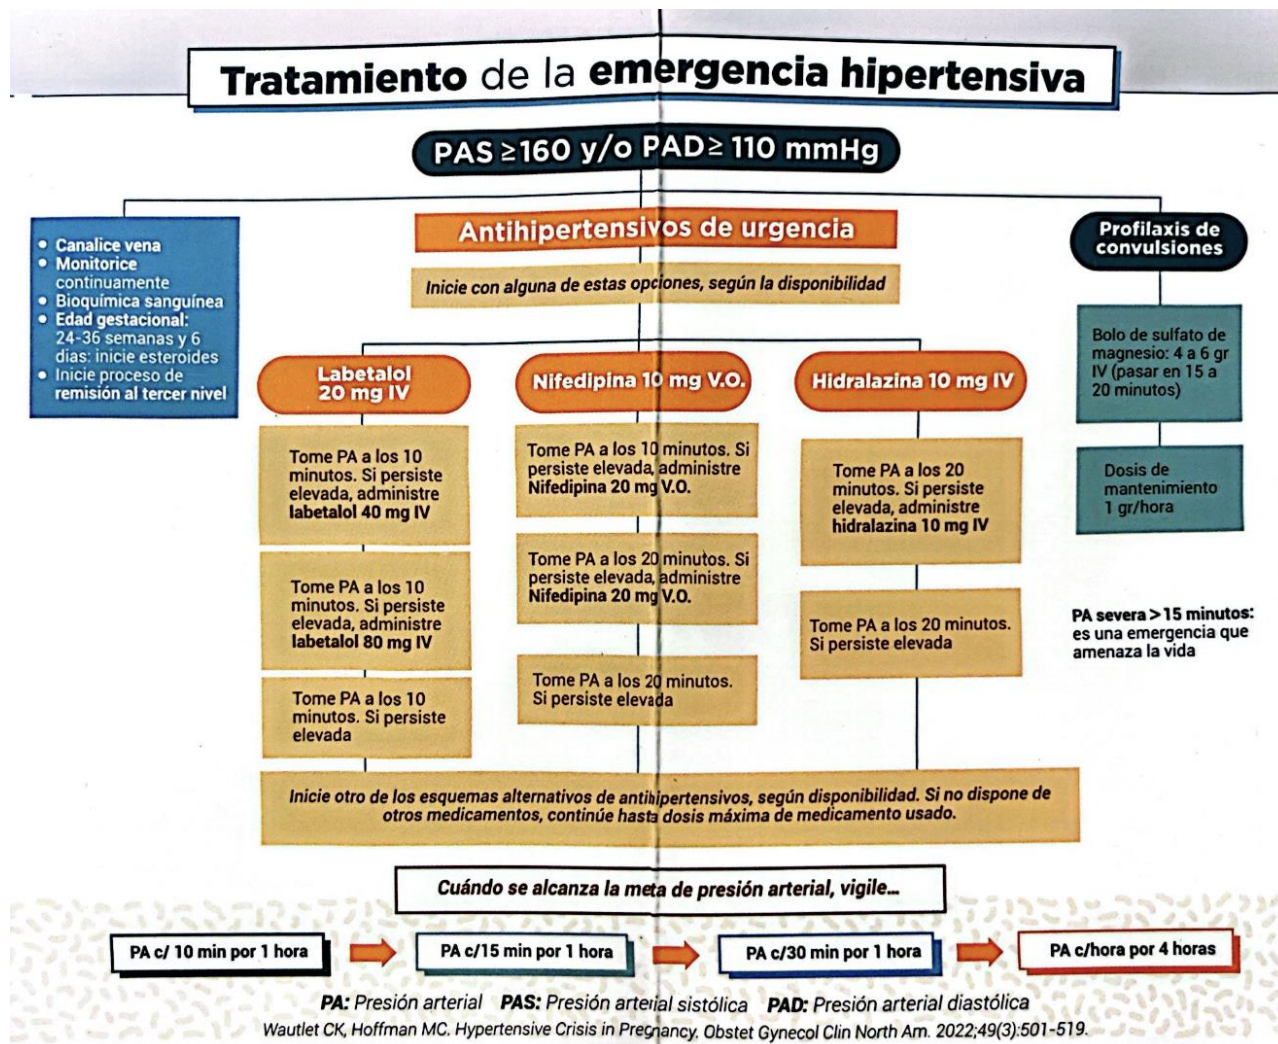 Tratamiento de la emergencia hipertensiva
PAS ≥160 y/o PAD≥ 110 mmHg
• Canalice vena
• Monitorice
continuamente
• Bioquímica sanguínea
• Edad gestacional:
24-36 semanas y 6
dias: inicie esteroides
• Inicie proceso de
remisión al tercer nivel
Antihipertensivos de urgencia
Inicie con alguna de estas opciones, según la disponibilidad
Labetalol
20 mg IV
Tome PA a los 10
minutos. Si persiste
elevada, administre
labetalol 40 mg IV
Tome PA a los 10
minutos. Si persiste
elevada, administre
labetalol 80 mg IV
Tome PA a los 10
minutos. Si persiste
elevada
Nifedipina 10 mg V.O.
Tome PA a los 10 minutos. Si
persiste elevada, administre
Nifedipina 20 mg V.O.
Tome PA a los 20 minutos. Si
persiste elevada, administre
Nifedipina 20 mg V.O.
Tome PA a los 20 minutos.
Si persiste elevada
Hidralazina 10 mg IV
Tome PA a los 20
minutos. Si persiste
elevada, administre
hidralazina 10 mg IV
Tome PA a los 20 minutos.
Si persiste elevada
Profilaxis de
convulsiones
Bolo de sulfato de
magnesio: 4 a 6 gr
IV (pasar en 15 a
20 minutos)
Dosis de
mantenimiento
1 gr/hora
PA severa > 15 minutos:
es una emergencia que
amenaza la vida
Inicie otro de los esquemas alternativos de antihipertensivos, según disponibilidad. Si no dispone de
otros medicamentos, continúe hasta dosis máxima de medicamento usado.
Cuándo se alcanza la meta de presión arterial, vigile...
PA c/ 10 min por 1 hora
PA c/15 min por 1 hora
PA c/30 min por 1 hora
PA c/hora por 4 horas
PA: Presión arterial PAS: Presión arterial sistólica PAD: Presión arterial diastólica
Wautlet CK, Hoffman MC. Hypertensive Crisis in Pregnancy. Obstet Gynecol Clin North Am. 2022;49(3):501-519.